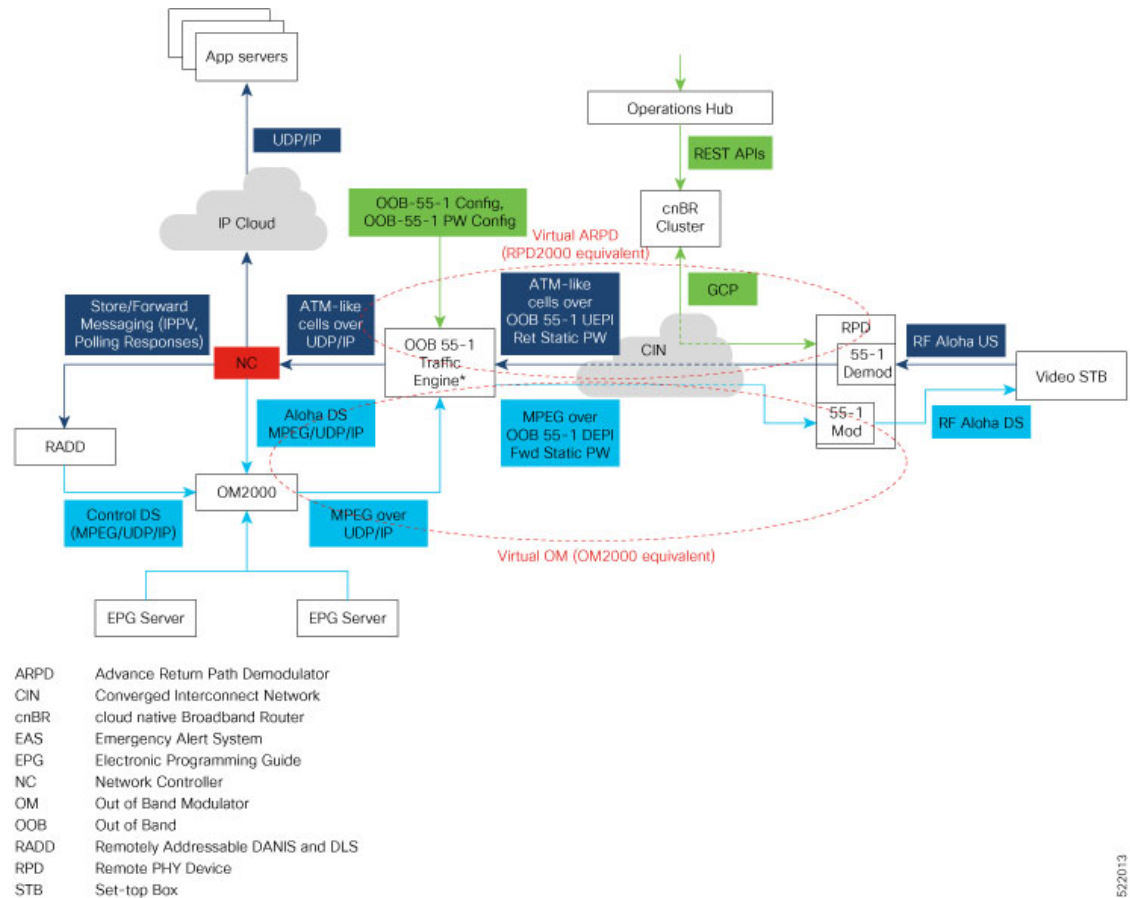 App servers
UDP/IP
IP Cloud
Operations Hub
REST APIs
cnBR
Cluster
OOB-55-1 Config,
OOB-55-1 PW Config
Virtual ARPD
(RPD2000 equivalent)
GCP
Store/Forward
Messaging (IPPV,
Polling Responses)
ATM-like
cells over
UDP/IP
ATM-like
cells over
OOB 55-1 UEPI
Ret Static PW
NC
OOB 55-1
Traffic
Engine*
CIN
RPD
55-1
Demod
RF Aloha US
Video STB
Aloha DS
MPEG/UDP/IP
MPEG over
OOB 55-1 DEPI
Fwd Static PW
55-1
Mod
RF Aloha DS
RADD
OM2000
Control DS
(MPEG/UDP/IP)
MPEG over
UDP/IP
Virtual OM (OM2000 equivalent)
EPG Server
EPG Server
ARPD Advance Return Path Demodulator
CIN Converged Interconnect Network
cnBR cloud native Broadband Router
EAS Emergency Alert System
EPG Electronic Programming Guide
NC Network Controller
OM Out of Band Modulator
OOB Out of Band
RADD Remotely Addressable DANIS and DLS
RPD Remote PHY Device
STB Set-top Box
522013